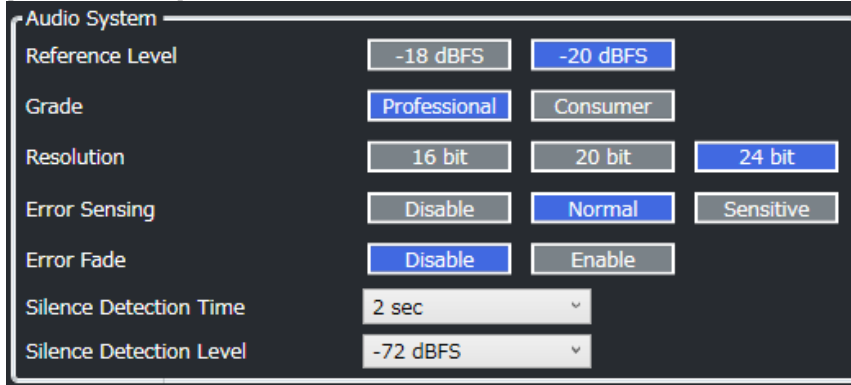 Audio System
Reference Level -18 dBFS -20 dBFS
Grade Professional Consumer
Resolution 16 bit 20 bit 24 bit
Error Sensing Disable Normal Sensitive
Error Fade Disable Enable
Silence Detection Time 2 sec
Silence Detection Level -72 dBFS